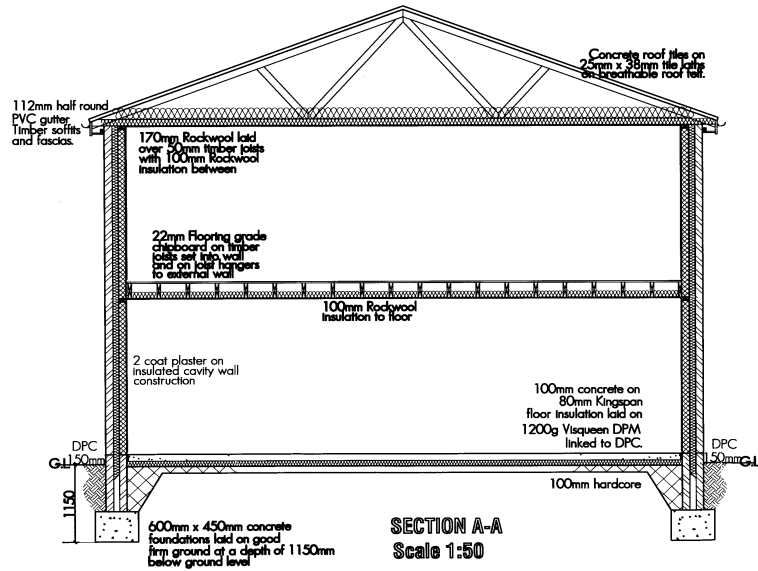 Concrete roof tiles on
25mm x 38mm tile laths
on breathable roof felt.
112mm half round
PVC gutter
Timber soffits
and fascias.
170mm Rockwool laid
over 50mm timber joists
with 100mm Rockwool
insulation between
22mm Flooring grade
chipboard on timber
joists set into wall
and on joist hangers
to external wall
100mm Rockwool
insulation to floor
2 coat plaster on
insulated cavity wall
construction
100mm concrete on
80mm Kingspan
floor insulation laid on
1200g Visqueen DPM
linked to DPC.
DPC
150mm
G.L
DPC
150mm
G.L
1150
100mm hardcore
600mm x 450mm concrete
foundations laid on good
firm ground at a depth of 1150mm
below ground level
SECTION A-A
Scale 1:50